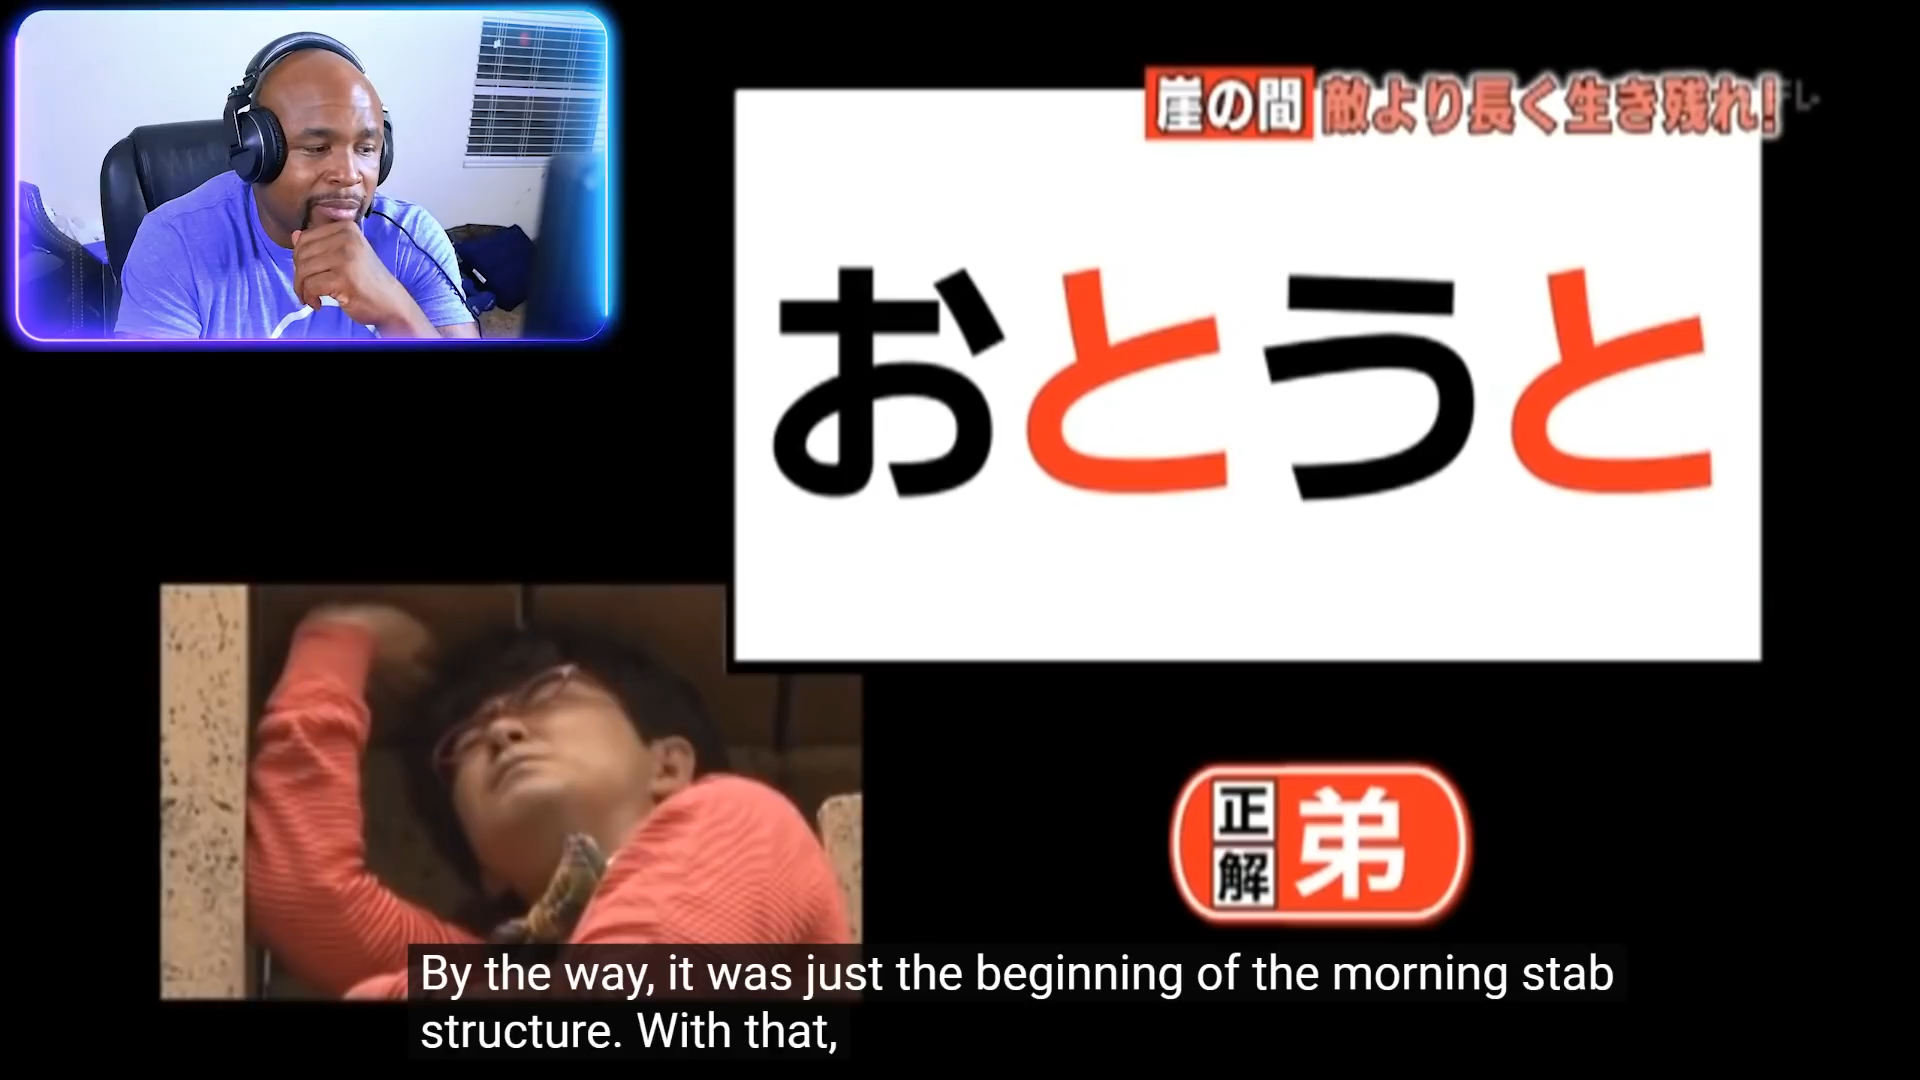 崖の間 敵より長く生き残れ!
おとうと
正解 弟
By the way, it was just the beginning of the morning stab
structure. With that,